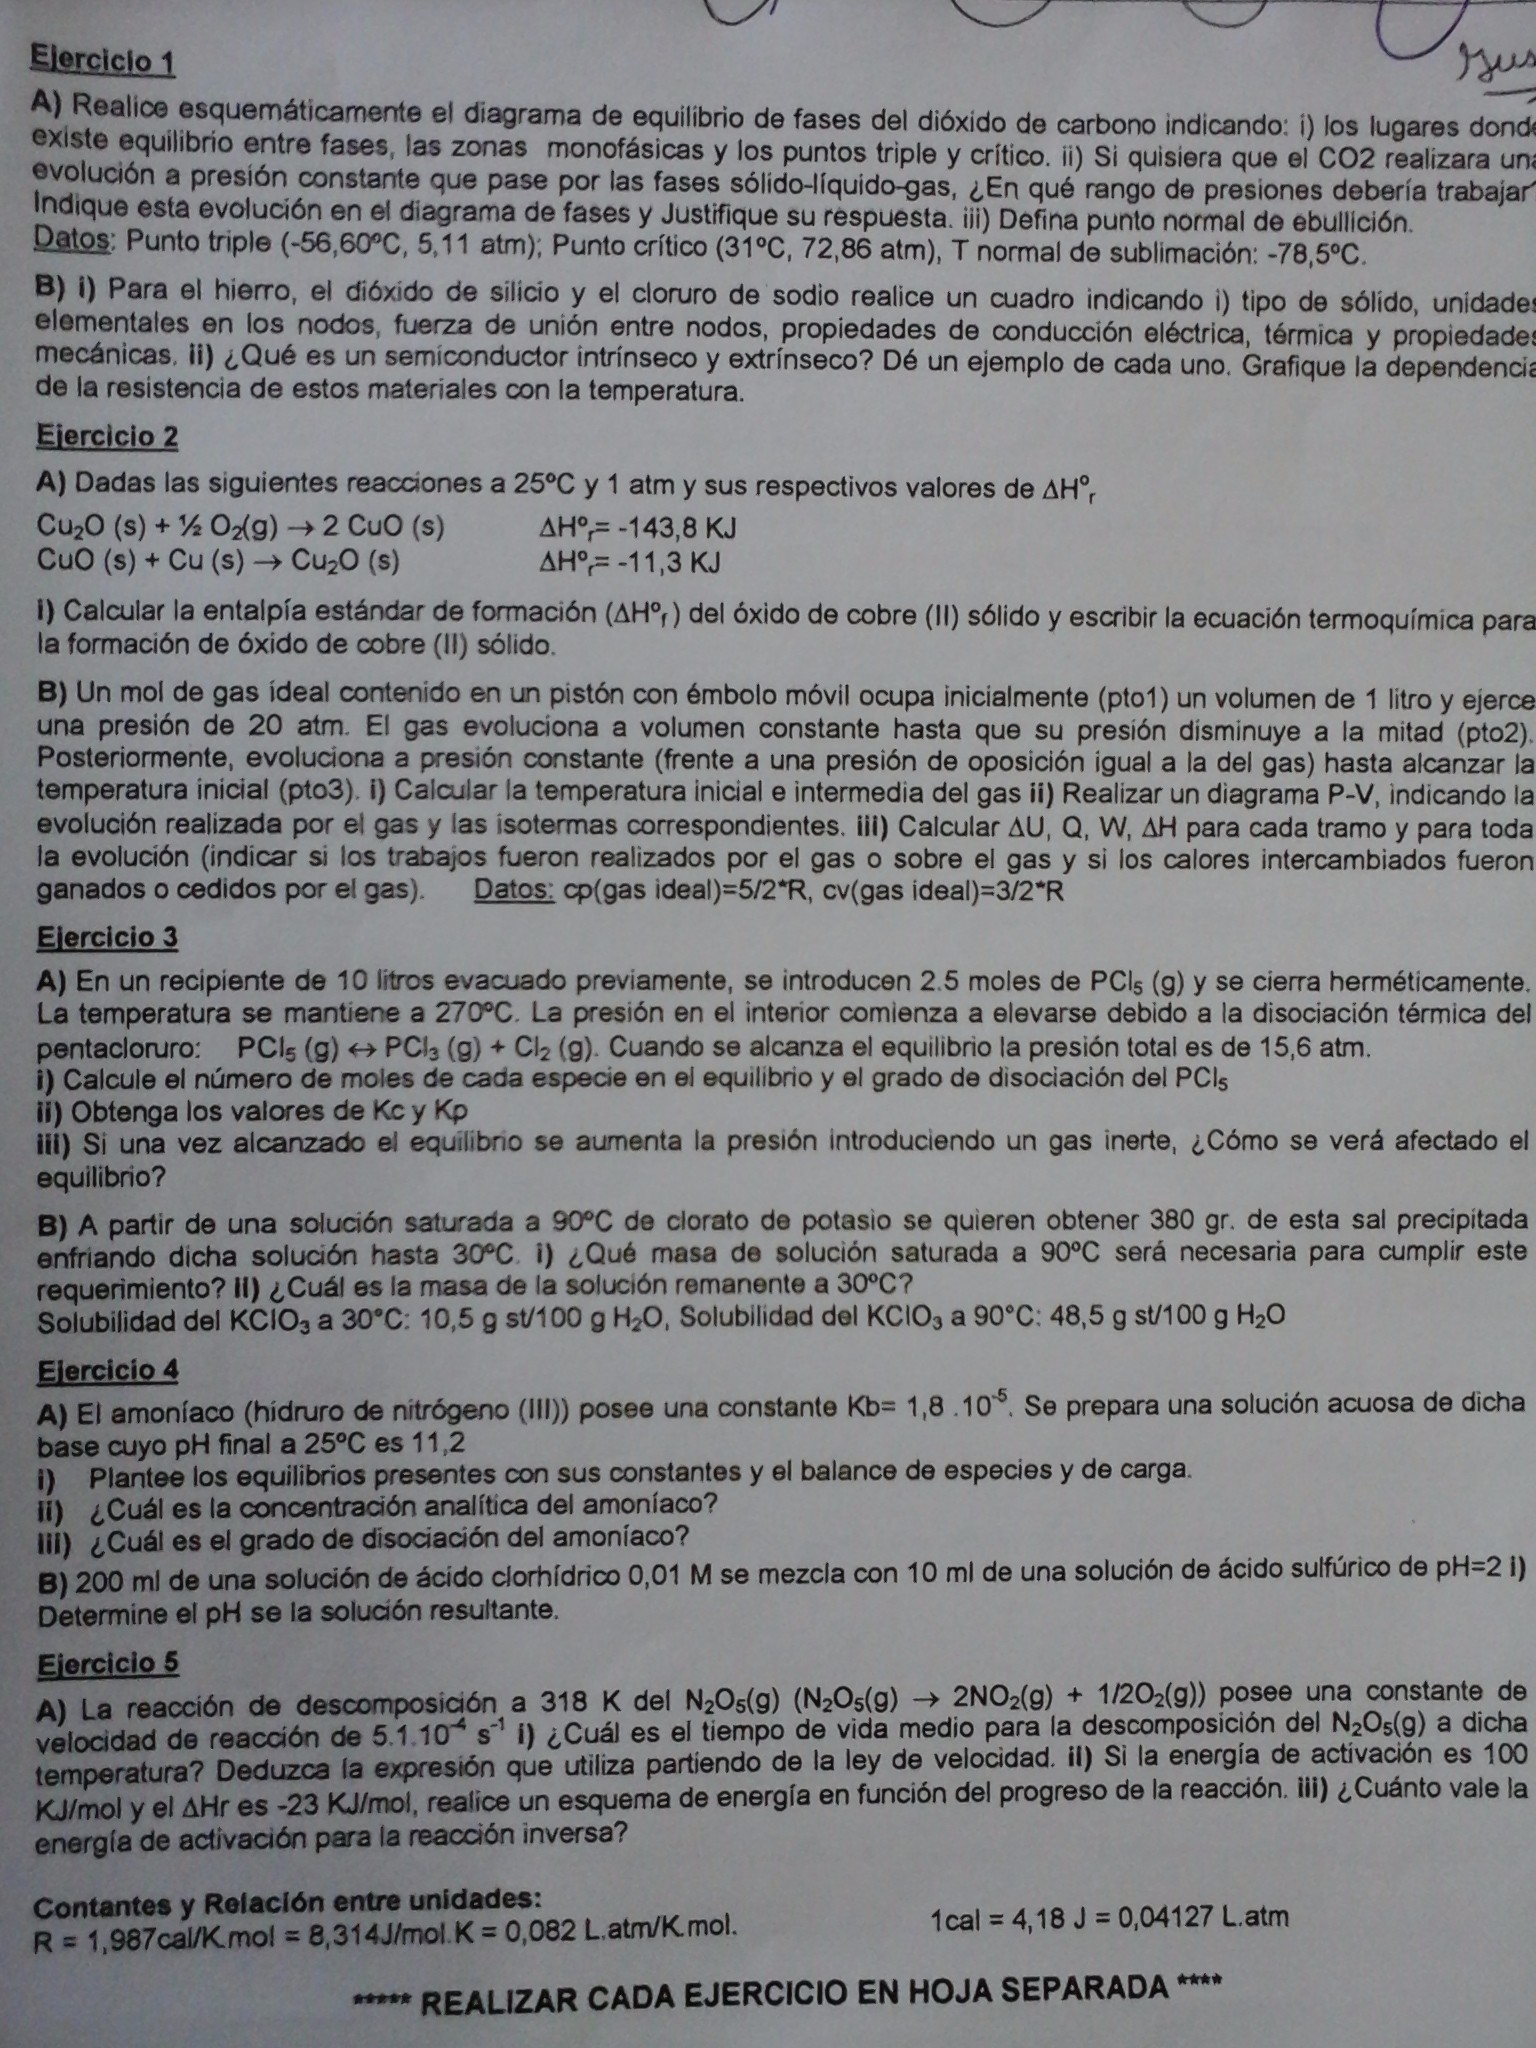 Ejercicio 1
A) Realice esquemáticamente el diagrama de equilibrio de fases del dióxido de carbono indicando: i) los lugares donde
existe equilibrio entre fases, las zonas monofásicas y los puntos triple y crítico. ii) Si quisiera que el CO2 realizara una
evolución a presión constante que pase por las fases sólido-líquido-gas, ¿En qué rango de presiones debería trabajar
Indique esta evolución en el diagrama de fases y Justifique su respuesta. iii) Defina punto normal de ebullición.
Datos: Punto triple (-56,60ºC, 5,11 atm); Punto crítico (31ºC, 72,86 atm), T normal de sublimación: -78,5ºC.
B) i) Para el hierro, el dióxido de silicio y el cloruro de sodio realice un cuadro indicando i) tipo de sólido, unidades
elementales en los nodos, fuerza de unión entre nodos, propiedades de conducción eléctrica, térmica y propiedades
mecánicas. ii) ¿Qué es un semiconductor intrínseco y extrínseco? Dé un ejemplo de cada uno. Grafique la dependencia
de la resistencia de estos materiales con la temperatura.
Ejercicio 2
A) Dadas las siguientes reacciones a 25ºC y 1 atm y sus respectivos valores de ΔHºr
Cu₂O (s) + ½ O₂(g) → 2 CuO (s) ΔHºr= -143,8 KJ
CuO (s) + Cu (s) → Cu₂O (s) ΔHºr= -11,3 KJ
i) Calcular la entalpía estándar de formación (ΔHºf) del óxido de cobre (II) sólido y escribir la ecuación termoquímica para
la formación de óxido de cobre (II) sólido.
B) Un mol de gas ideal contenido en un pistón con émbolo móvil ocupa inicialmente (pto1) un volumen de 1 litro y ejerce
una presión de 20 atm. El gas evoluciona a volumen constante hasta que su presión disminuye a la mitad (pto2).
Posteriormente, evoluciona a presión constante (frente a una presión de oposición igual a la del gas) hasta alcanzar la
temperatura inicial (pto3). i) Calcular la temperatura inicial e intermedia del gas ii) Realizar un diagrama P-V, indicando la
evolución realizada por el gas y las isotermas correspondientes. iii) Calcular ΔU, Q, W, ΔH para cada tramo y para toda
la evolución (indicar si los trabajos fueron realizados por el gas o sobre el gas y si los calores intercambiados fueron
ganados o cedidos por el gas). Datos: cp(gas ideal)=5/2*R, cv(gas ideal)=3/2*R
Ejercicio 3
A) En un recipiente de 10 litros evacuado previamente, se introducen 2.5 moles de PCl₅ (g) y se cierra herméticamente.
La temperatura se mantiene a 270ºC. La presión en el interior comienza a elevarse debido a la disociación térmica del
pentacloruro: PCl₅ (g) ↔ PCl₃ (g) + Cl₂ (g). Cuando se alcanza el equilibrio la presión total es de 15,6 atm.
i) Calcule el número de moles de cada especie en el equilibrio y el grado de disociación del PCl₅
ii) Obtenga los valores de Kc y Kp
iii) Si una vez alcanzado el equilibrio se aumenta la presión introduciendo un gas inerte, ¿Cómo se verá afectado el
equilibrio?
B) A partir de una solución saturada a 90ºC de clorato de potasio se quieren obtener 380 gr. de esta sal precipitada
enfriando dicha solución hasta 30ºC. i) ¿Qué masa de solución saturada a 90ºC será necesaria para cumplir este
requerimiento? II) ¿Cuál es la masa de la solución remanente a 30ºC?
Solubilidad del KClO₃ a 30°C: 10,5 g st/100 g H₂O, Solubilidad del KClO₃ a 90°C: 48,5 g st/100 g H₂O
Ejercicio 4
A) El amoníaco (hidruro de nitrógeno (III)) posee una constante Kb= 1,8 .10⁻⁵. Se prepara una solución acuosa de dicha
base cuyo pH final a 25ºC es 11,2
i) Plantee los equilibrios presentes con sus constantes y el balance de especies y de carga.
ii) ¿Cuál es la concentración analítica del amoníaco?
iii) ¿Cuál es el grado de disociación del amoníaco?
B) 200 ml de una solución de ácido clorhídrico 0,01 M se mezcla con 10 ml de una solución de ácido sulfúrico de pH=2 i)
Determine el pH se la solución resultante.
Ejercicio 5
A) La reacción de descomposición a 318 K del N₂O₅(g) (N₂O₅(g) → 2NO₂(g) + 1/2O₂(g)) posee una constante de
velocidad de reacción de 5.1.10⁻⁴ s⁻¹ i) ¿Cuál es el tiempo de vida medio para la descomposición del N₂O₅(g) a dicha
temperatura? Deduzca la expresión que utiliza partiendo de la ley de velocidad. ii) Si la energía de activación es 100
KJ/mol y el ΔHr es -23 KJ/mol, realice un esquema de energía en función del progreso de la reacción. iii) ¿Cuánto vale la
energía de activación para la reacción inversa?
Contantes y Relación entre unidades:
R = 1,987cal/K.mol = 8,314J/mol.K = 0,082 L.atm/K.mol. 1cal = 4,18 J = 0,04127 L.atm
***** REALIZAR CADA EJERCICIO EN HOJA SEPARADA ****